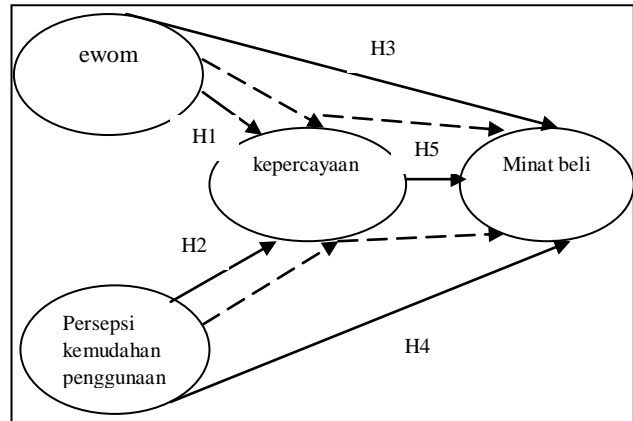 ewom
H3
H1
kepercayaan
H5
Minat beli
H2
Persepsi
kemudahan
penggunaan
H4